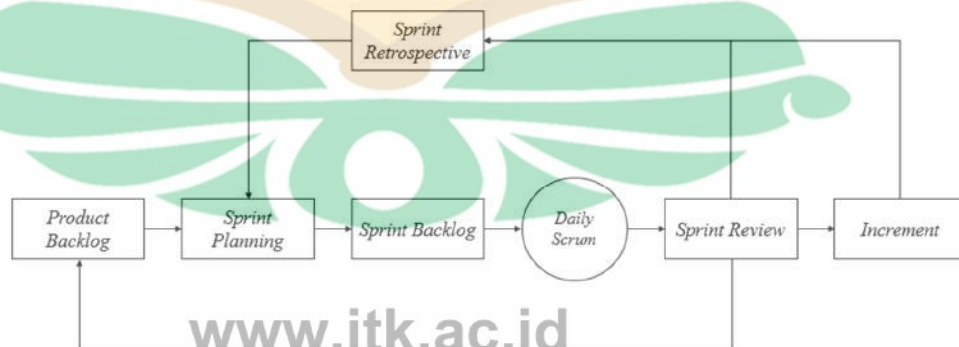 Sprint
Retrospective
Product
Backlog
Sprint
Planning
Sprint Backlog
Daily
Scrum
Sprint Review
Increment
www.itk.ac.id